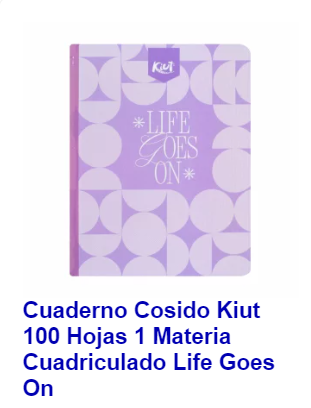 Kiut
*LIFE
GOES
ON*
Cuaderno Cosido Kiut
100 Hojas 1 Materia
Cuadriculado Life Goes
On